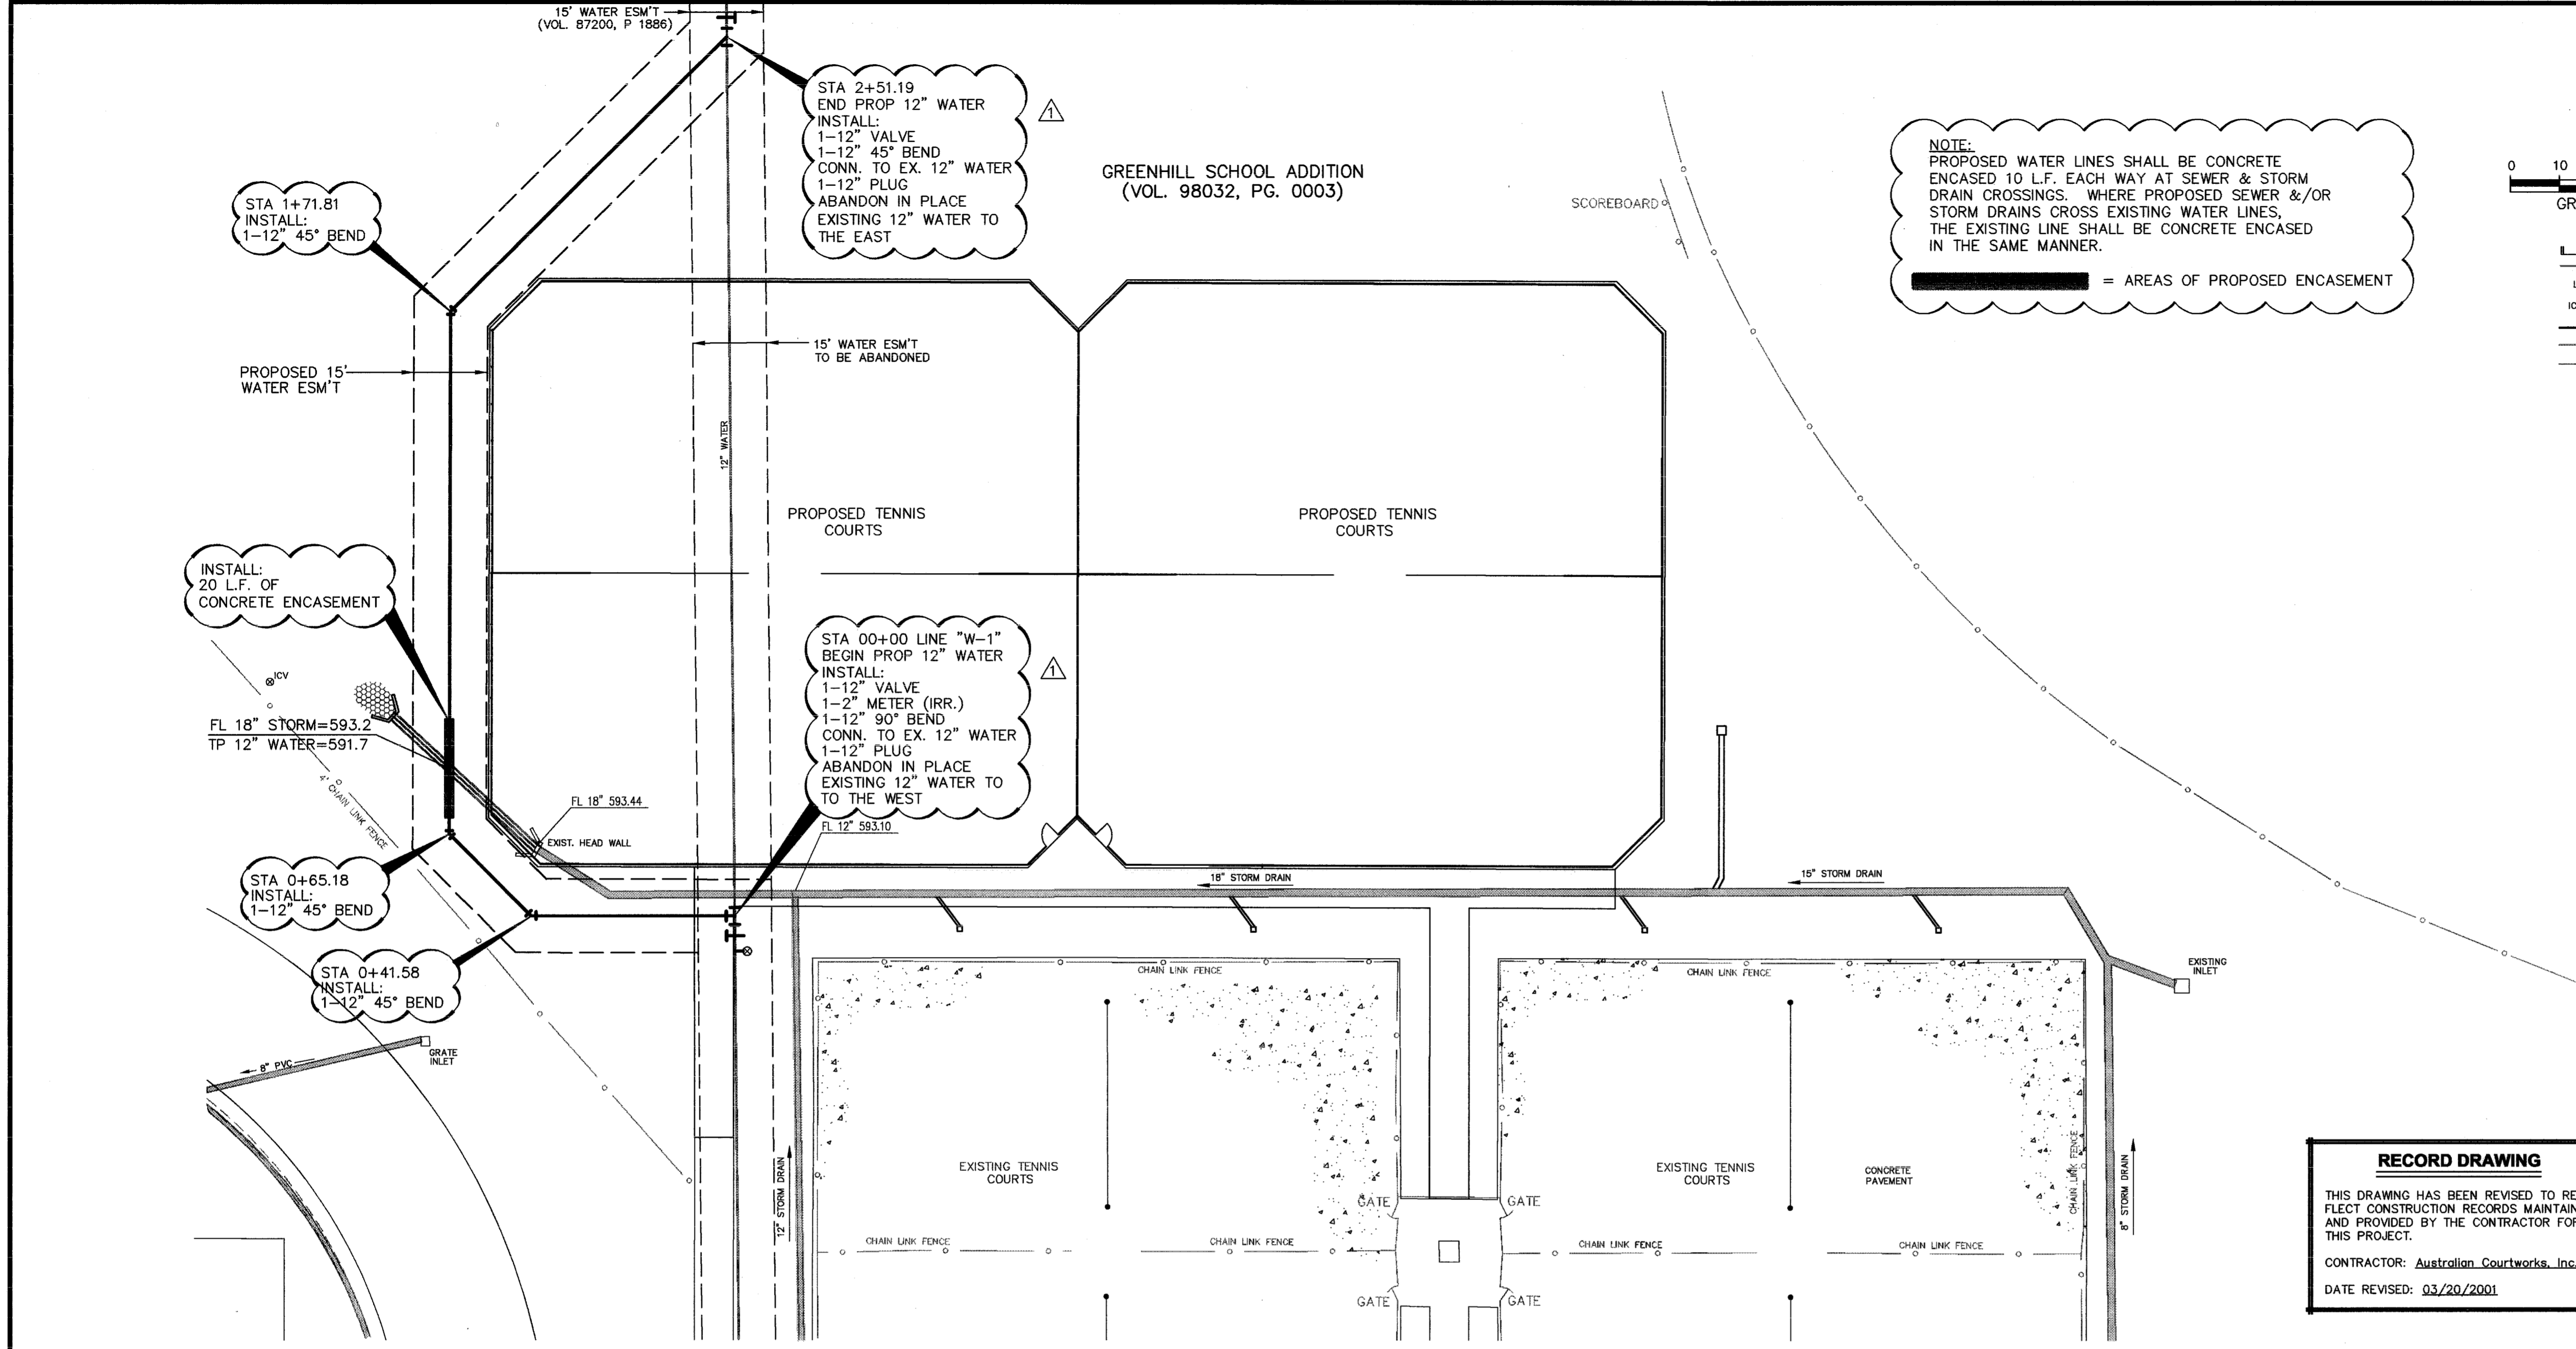 15' WATER ESM'T
(VOL. 87200, P 1886)
STA 2+51.19
END PROP 12" WATER
INSTALL:
1-12" VALVE
1-12" 45° BEND
CONN. TO EX. 12" WATER
1-12" PLUG
ABANDON IN PLACE
EXISTING 12" WATER TO
THE EAST
1
GREENHILL SCHOOL ADDITION
(VOL. 98032, PG. 0003)
SCOREBOARD
NOTE:
PROPOSED WATER LINES SHALL BE CONCRETE
ENCASED 10 L.F. EACH WAY AT SEWER & STORM
DRAIN CROSSINGS. WHERE PROPOSED SEWER &/OR
STORM DRAINS CROSS EXISTING WATER LINES,
THE EXISTING LINE SHALL BE CONCRETE ENCASED
IN THE SAME MANNER.
= AREAS OF PROPOSED ENCASEMENT
0 10
GR
STA 1+71.81
INSTALL:
1-12" 45° BEND
PROPOSED 15'
WATER ESM'T
15' WATER ESM'T
TO BE ABANDONED
12" WATER
PROPOSED TENNIS
COURTS
PROPOSED TENNIS
COURTS
INSTALL:
20 L.F. OF
CONCRETE ENCASEMENT
STA 00+00 LINE "W-1"
BEGIN PROP 12" WATER
INSTALL:
1-12" VALVE
1-2" METER (IRR.)
1-12" 90° BEND
CONN. TO EX. 12" WATER
1-12" PLUG
ABANDON IN PLACE
EXISTING 12" WATER TO
TO THE WEST
1
ICV
FL 18" STORM=593.2
TP 12" WATER=591.7
4' CHAIN LINK FENCE
FL 18" 593.44
EXIST. HEAD WALL
FL 12" 593.10
STA 0+65.18
INSTALL:
1-12" 45° BEND
STA 0+41.58
INSTALL:
1-12" 45° BEND
18" STORM DRAIN
15" STORM DRAIN
EXISTING
INLET
CHAIN LINK FENCE
CHAIN LINK FENCE
8" PVC
GRATE
INLET
12" STORM DRAIN
EXISTING TENNIS
COURTS
EXISTING TENNIS
COURTS
CONCRETE
PAVEMENT
CHAIN LINK FENCE
8" STORM DRAIN
GATE
GATE
CHAIN LINK FENCE
CHAIN LINK FENCE
CHAIN LINK FENCE
CHAIN LINK FENCE
GATE
GATE
RECORD DRAWING
THIS DRAWING HAS BEEN REVISED TO RE
FLECT CONSTRUCTION RECORDS MAINTAIN
AND PROVIDED BY THE CONTRACTOR FOR
THIS PROJECT.
CONTRACTOR: Australian Courtworks, Inc.
DATE REVISED: 03/20/2001